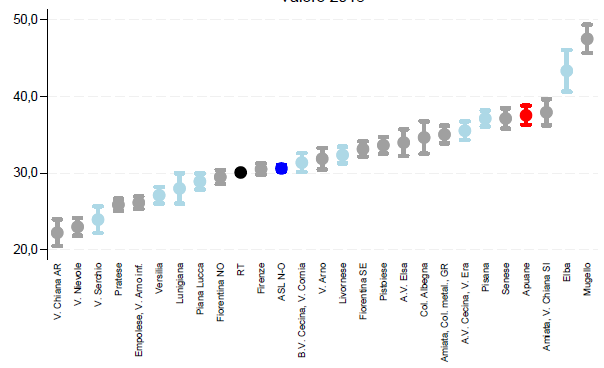 50,0
40,0
30,0
20,0
V. Chiana AR
V. Nievole
V. Serchio
Pratese
Empolese, V. Arno inf.
Versilia
Lunigiana
Piana Lucca
Fiorentina NO
RT
Firenze
ASL N-O
B.V. Cecina, V. Cornia
V. Arno
Livornese
Fiorentina SE
Pistoiese
A.V. Elsa
Col. Albegna
Amiata, Col. metal., GR
A.V. Cecina, V. Era
Pisana
Senese
Apuane
Amiata, V. Chiana SI
Elba
Mugello